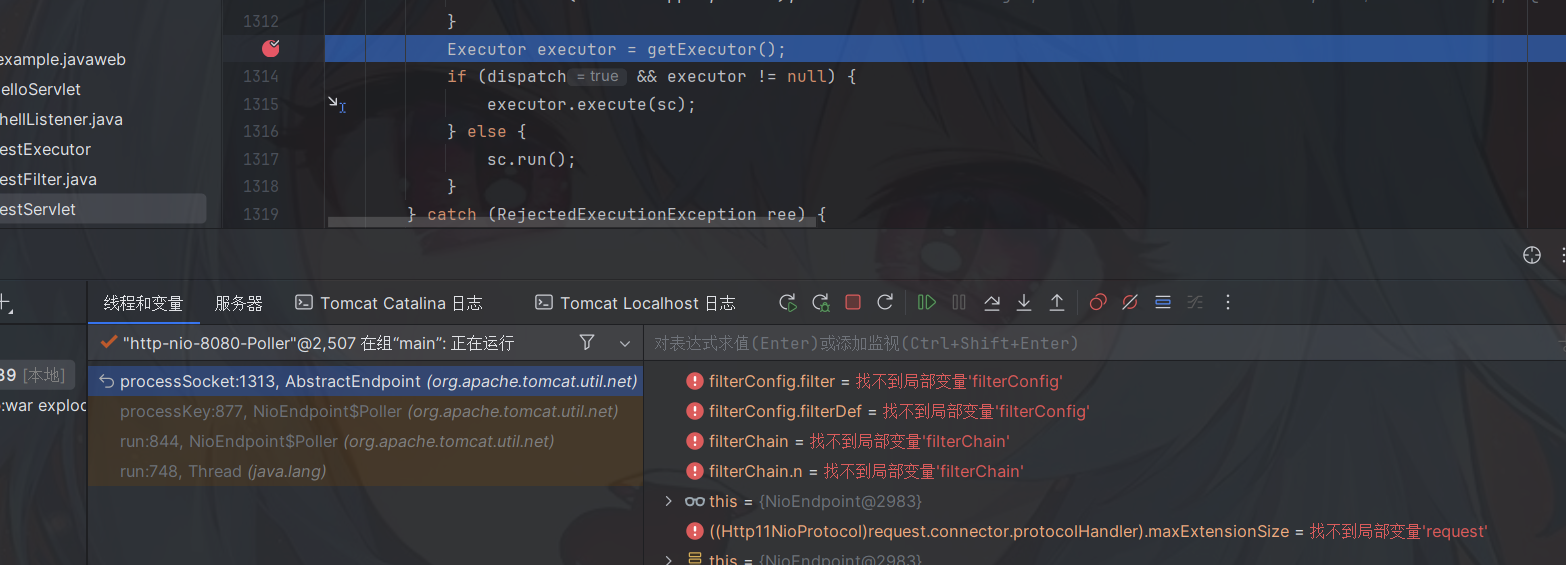 1312 }
Executor executor = getExecutor();
1314 if (dispatch = true && executor != null) {
1315 executor.execute(sc);
1316 } else {
1317 sc.run();
1318 }
1319 } catch (RejectedExecutionException ree) {
example.javaweb
elloServlet
hellListener.java
estExecutor
estFilter.java
estServlet
线程和变量 服务器 Tomcat Catalina 日志 Tomcat Localhost 日志
39 [本地]
:war exploc
"http-nio-8080-Poller"@2,507 在组“main”: 正在运行
processSocket:1313, AbstractEndpoint (org.apache.tomcat.util.net)
processKey:877, NioEndpoint$Poller (org.apache.tomcat.util.net)
run:844, NioEndpoint$Poller (org.apache.tomcat.util.net)
run:748, Thread (java.lang)
对表达式求值(Enter)或添加监视(Ctrl+Shift+Enter)
filterConfig.filter = 找不到局部变量'filterConfig'
filterConfig.filterDef = 找不到局部变量'filterConfig'
filterChain = 找不到局部变量'filterChain'
filterChain.n = 找不到局部变量'filterChain'
this = {NioEndpoint@2983}
((Http11NioProtocol)request.connector.protocolHandler).maxExtensionSize = 找不到局部变量'request'
this = {NioEndpoint@2983}